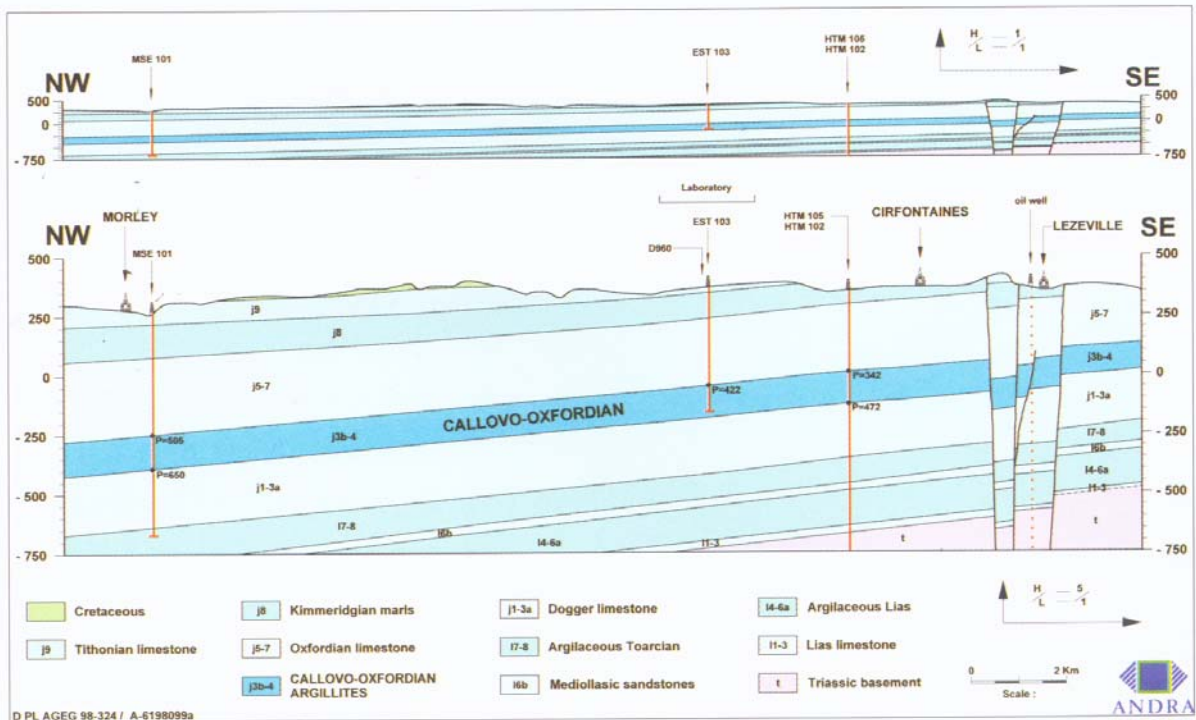 H 1
L 1
MSE 101
EST 103
HTM 105
HTM 102
NW
SE
500
0
- 750
500
0
- 750
Laboratory
MORLEY
NW
MSE 101
D960
EST 103
HTM 105
HTM 102
CIRFONTAINES
oil well
LEZEVILLE
SE
500
250
0
- 250
- 500
- 750
500
250
0
- 250
- 500
- 750
j9
j8
j5-7
CALLOVO-OXFORDIAN
j3b-4
j1-3a
l7-8
l6b
l4-6a
l1-3
t
P=650
P=422
P=342
P=472
j5-7
j3b-4
j1-3a
l7-8
l6b
l4-6a
l1-3
t
Cretaceous
j8 Kimmeridgian marls
j1-3a Dogger limestone
l4-6a Argilaceous Lias
H 5
L 1
j9 Tithonian limestone
j5-7 Oxfordian limestone
l7-8 Argilaceous Toarcian
l1-3 Lias limestone
j3b-4 CALLOVO-OXFORDIAN
ARGILLITES
l6b Medioliasic sandstones
t Triassic basement
0 2 Km
Scale :
ANDRA
D PL AGEG 98-324 / A-6198099a